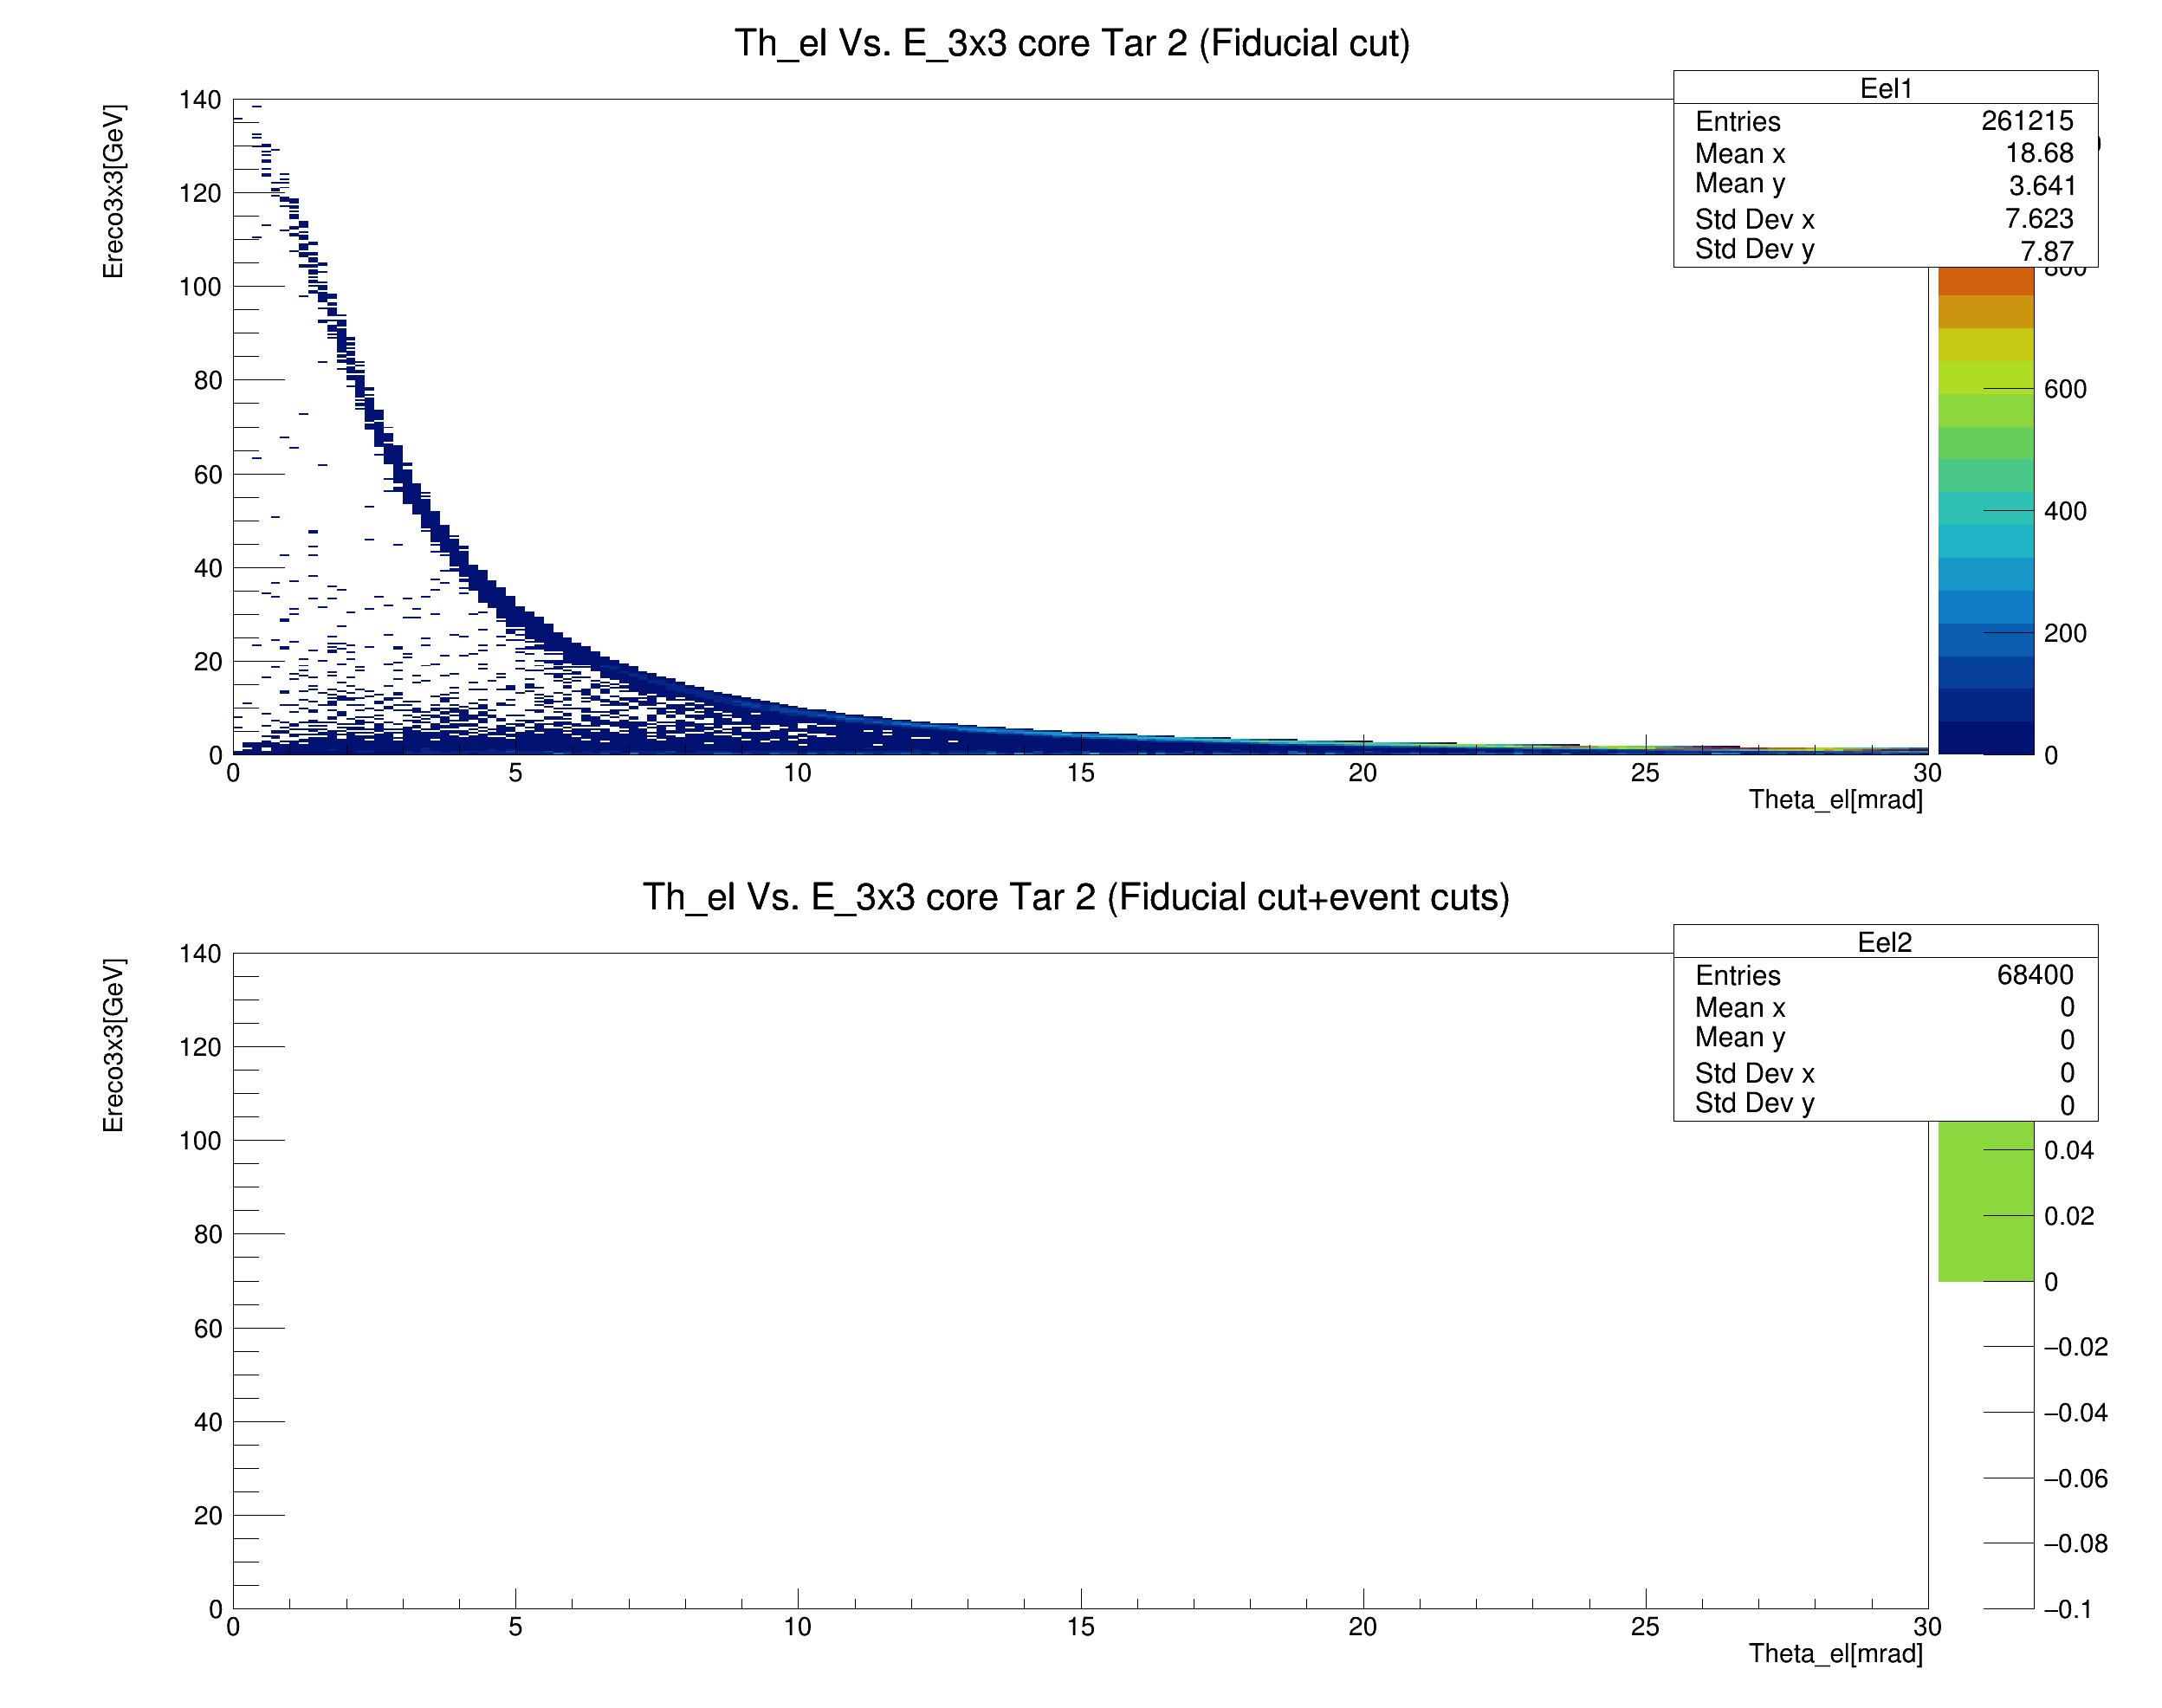 Th_el Vs. E_3x3 core Tar 2 (Fiducial cut)
Eel1
Entries 261215
Mean x 18.68
Mean y 3.641
Std Dev x 7.623
Std Dev y 7.87
Ereco3x3[GeV]
140
120
100
80
60
40
20
0
0 5 10 15 20 25 30
Theta_el[mrad]
800
600
400
200
0
Th_el Vs. E_3x3 core Tar 2 (Fiducial cut+event cuts)
Eel2
Entries 68400
Mean x 0
Mean y 0
Std Dev x 0
Std Dev y 0
Ereco3x3[GeV]
140
120
100
80
60
40
20
0
0 5 10 15 20 25 30
Theta_el[mrad]
0.04
0.02
0
−0.02
−0.04
−0.06
−0.08
−0.1